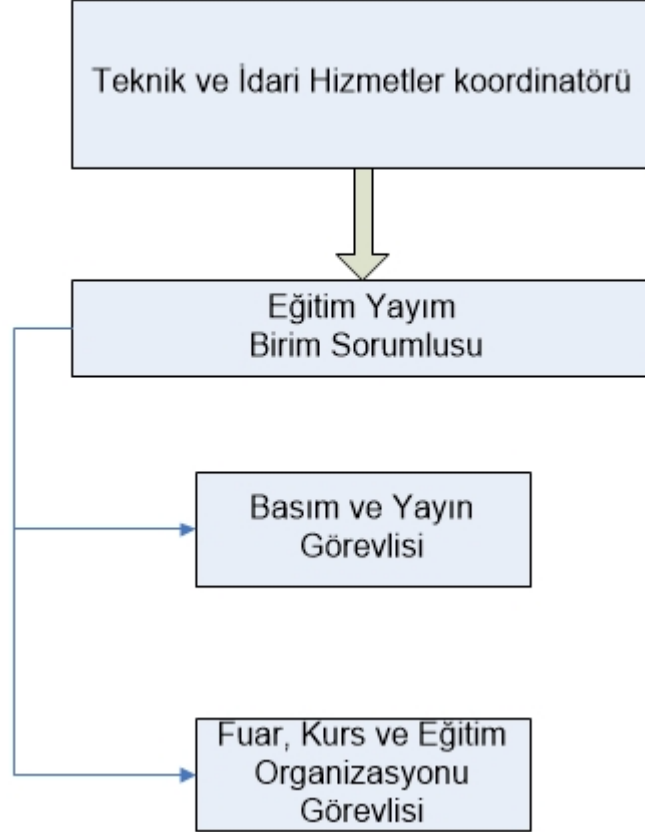 Teknik ve İdari Hizmetler koordinatörü
Eğitim Yayım
Birim Sorumlusu
Basım ve Yayın
Görevlisi
Fuar, Kurs ve Eğitim
Organizasyonu
Görevlisi